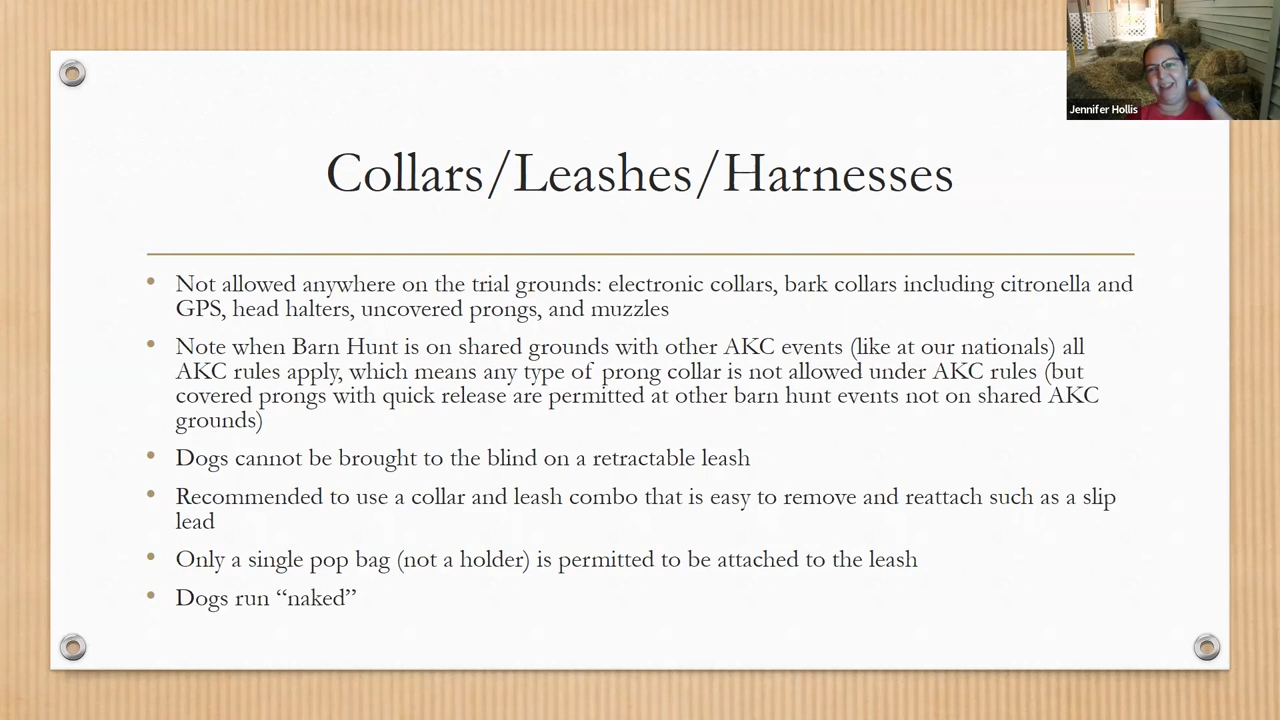 Jennifer Hollis
Collars/Leashes/Harnesses
• Not allowed anywhere on the trial grounds: electronic collars, bark collars including citronella and
GPS, head halters, uncovered prongs, and muzzles
• Note when Barn Hunt is on shared grounds with other AKC events (like at our nationals) all
AKC rules apply, which means any type of prong collar is not allowed under AKC rules (but
covered prongs with quick release are permitted at other barn hunt events not on shared AKC
grounds)
• Dogs cannot be brought to the blind on a retractable leash
• Recommended to use a collar and leash combo that is easy to remove and reattach such as a slip
lead
• Only a single pop bag (not a holder) is permitted to be attached to the leash
• Dogs run “naked”